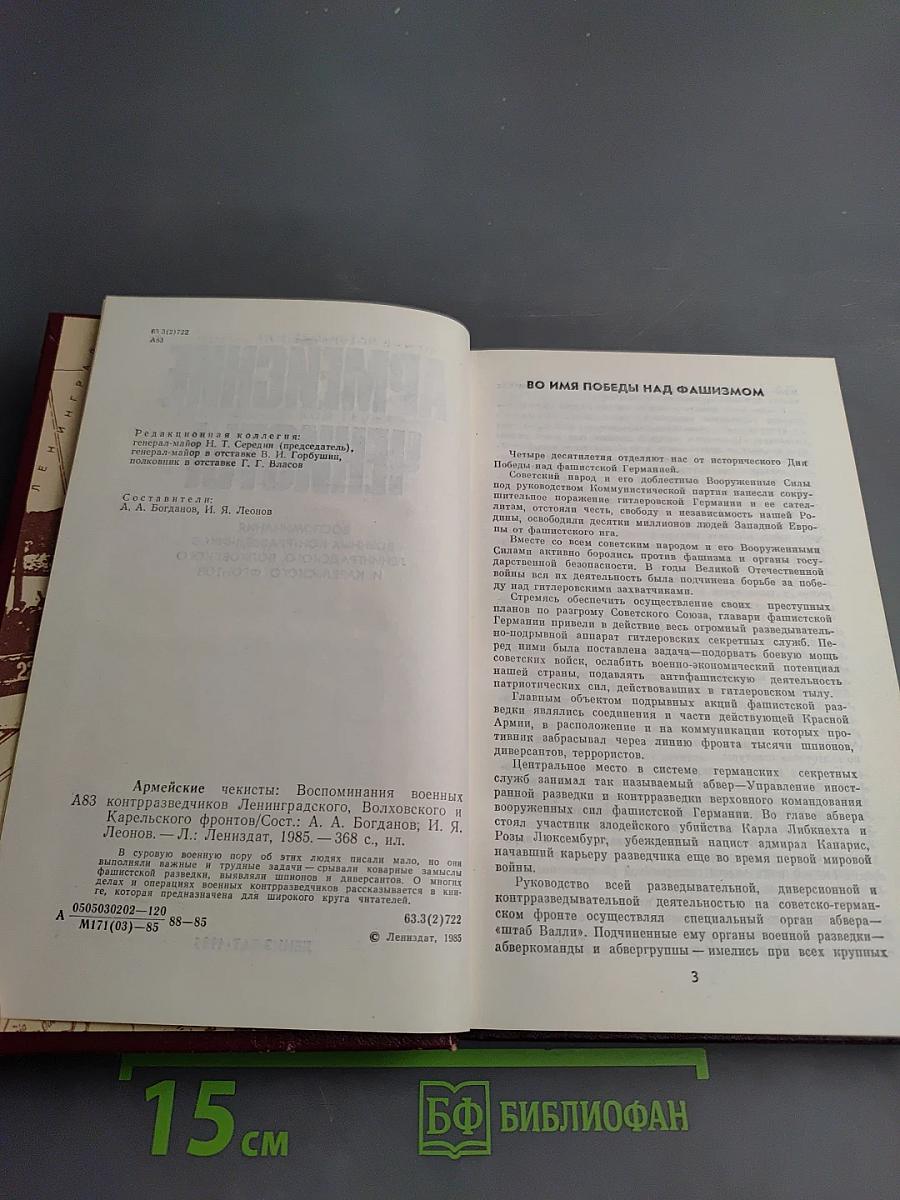 ЛЕНИНГРА
63.3(2)722
А83
Редакционная коллегия:
генерал-майор Н. Т. Середин (председатель),
генерал-майор в отставке В. И. Горбушин,
полковник в отставке Г. Г. Власов
Составители:
А. А. Богданов, И. Я. Леонов
Армейские чекисты: Воспоминания военных
А83 контрразведчиков Ленинградского, Волховского и
Карельского фронтов/Сост.: А. А. Богданов, И. Я.
Леонов. — Л.: Лениздат, 1985. — 368 с., ил.
В суровую военную пору об этих людях писали мало, но они
выполняли важные и трудные задачи — срывали коварные замыслы
фашистской разведки, выявляли шпионов и диверсантов. О многих
делах и операциях военных контрразведчиков рассказывается в кни-
ге, которая предназначена для широкого круга читателей.
А 0505030202—120
М171(03)—85 88—85
63.3(2)722
© Лениздат, 1985
ВО ИМЯ ПОБЕДЫ НАД ФАШИЗМОМ
Четыре десятилетия отделяют нас от исторического Дня
Победы над фашистской Германией.
Советский народ и его доблестные Вооруженные Силы
под руководством Коммунистической партии нанесли сокру-
шительное поражение гитлеровской Германии и ее сател-
литам, отстояли честь, свободу и независимость нашей Ро-
дины, освободили десятки миллионов людей Западной Евро-
пы от фашистского ига.
Вместе со всем советским народом и его Вооруженными
Силами активно боролись против фашизма и органы госу-
дарственной безопасности. В годы Великой Отечественной
войны вся их деятельность была подчинена борьбе за побе-
ду над гитлеровскими захватчиками.
Стремясь обеспечить осуществление своих преступных
планов по разгрому Советского Союза, главари фашистской
Германии привели в действие весь огромный разведыватель-
но-подрывной аппарат гитлеровских секретных служб. Пе-
ред ними была поставлена задача—подорвать боевую мощь
советских войск, ослабить военно-экономический потенциал
нашей страны, подавлять антифашистскую деятельность
патриотических сил, действовавших в гитлеровском тылу.
Главным объектом подрывных акций фашистской раз-
ведки являлись соединения и части действующей Красной
Армии, в расположение и на коммуникации которых про-
тивник забрасывал через линию фронта тысячи шпионов,
диверсантов, террористов.
Центральное место в системе германских секретных
служб занимал так называемый абвер—Управление иност-
ранной разведки и контрразведки верховного командования
вооруженных сил фашистской Германии. Во главе абвера
стоял участник злодейского убийства Карла Либкнехта и
Розы Люксембург, убежденный нацист адмирал Канарис,
начавший карьеру разведчика еще во время первой мировой
войны.
Руководство всей разведывательной, диверсионной и
контрразведывательной деятельностью на советско-герман-
ском фронте осуществлял специальный орган абвера—
«штаб Валли». Подчиненные ему органы военной разведки—
абверкоманды и абвергруппы — имелись при всех крупных
3
15 см
БФ БИБЛИОФАН